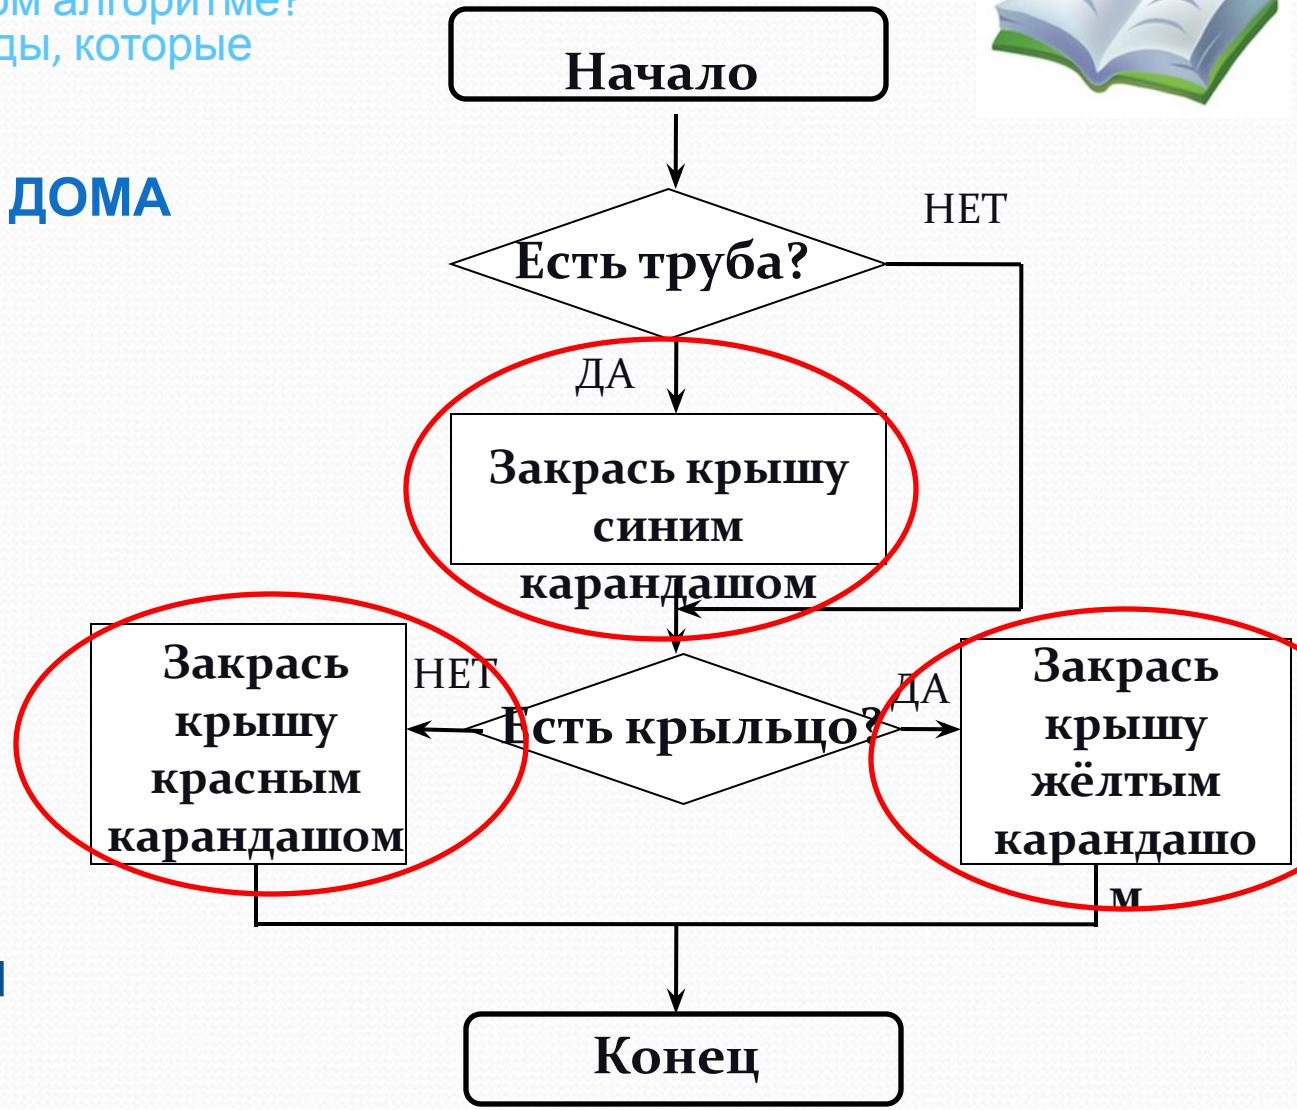 ом алгоритме?
ды, которые
Начало
ДОМА
НЕТ
Есть труба?
ДА
Закрась крышу
синим
карандашом
Закрась
крышу
красным
карандашом
НЕТ
Есть крыльцо?
ДА
Закрась
крышу
жёлтым
карандашо
м
Конец